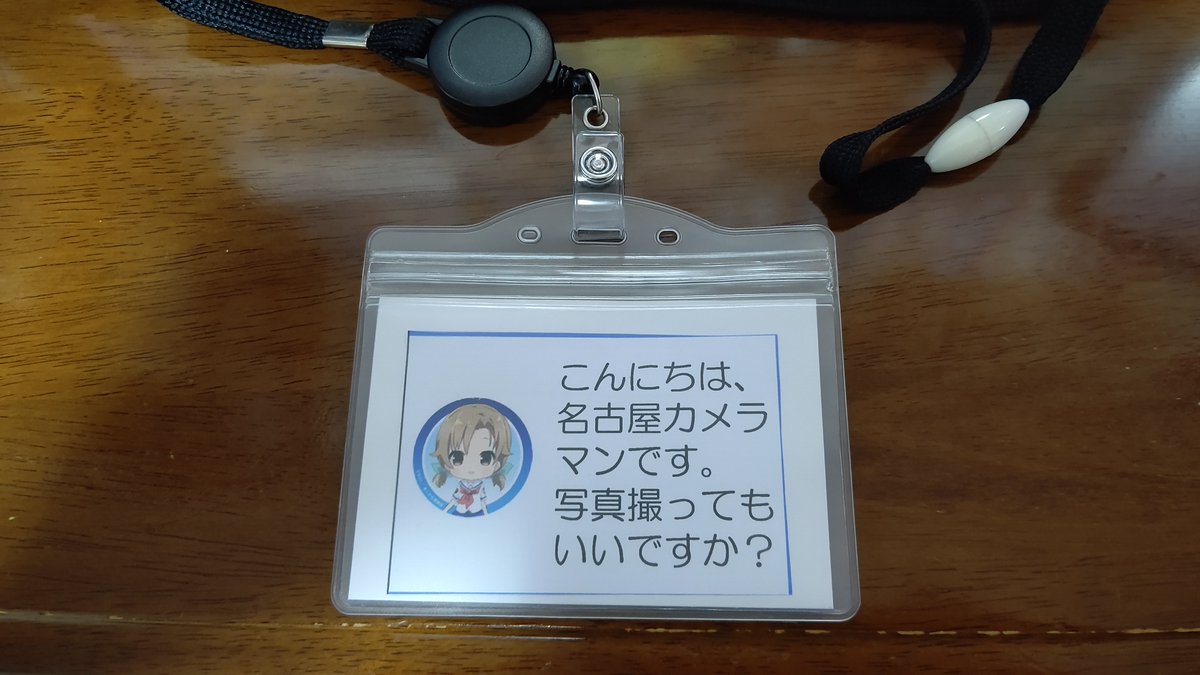 こんにちは、
名古屋カメラ
マンです。
写真撮っても
いいですか？